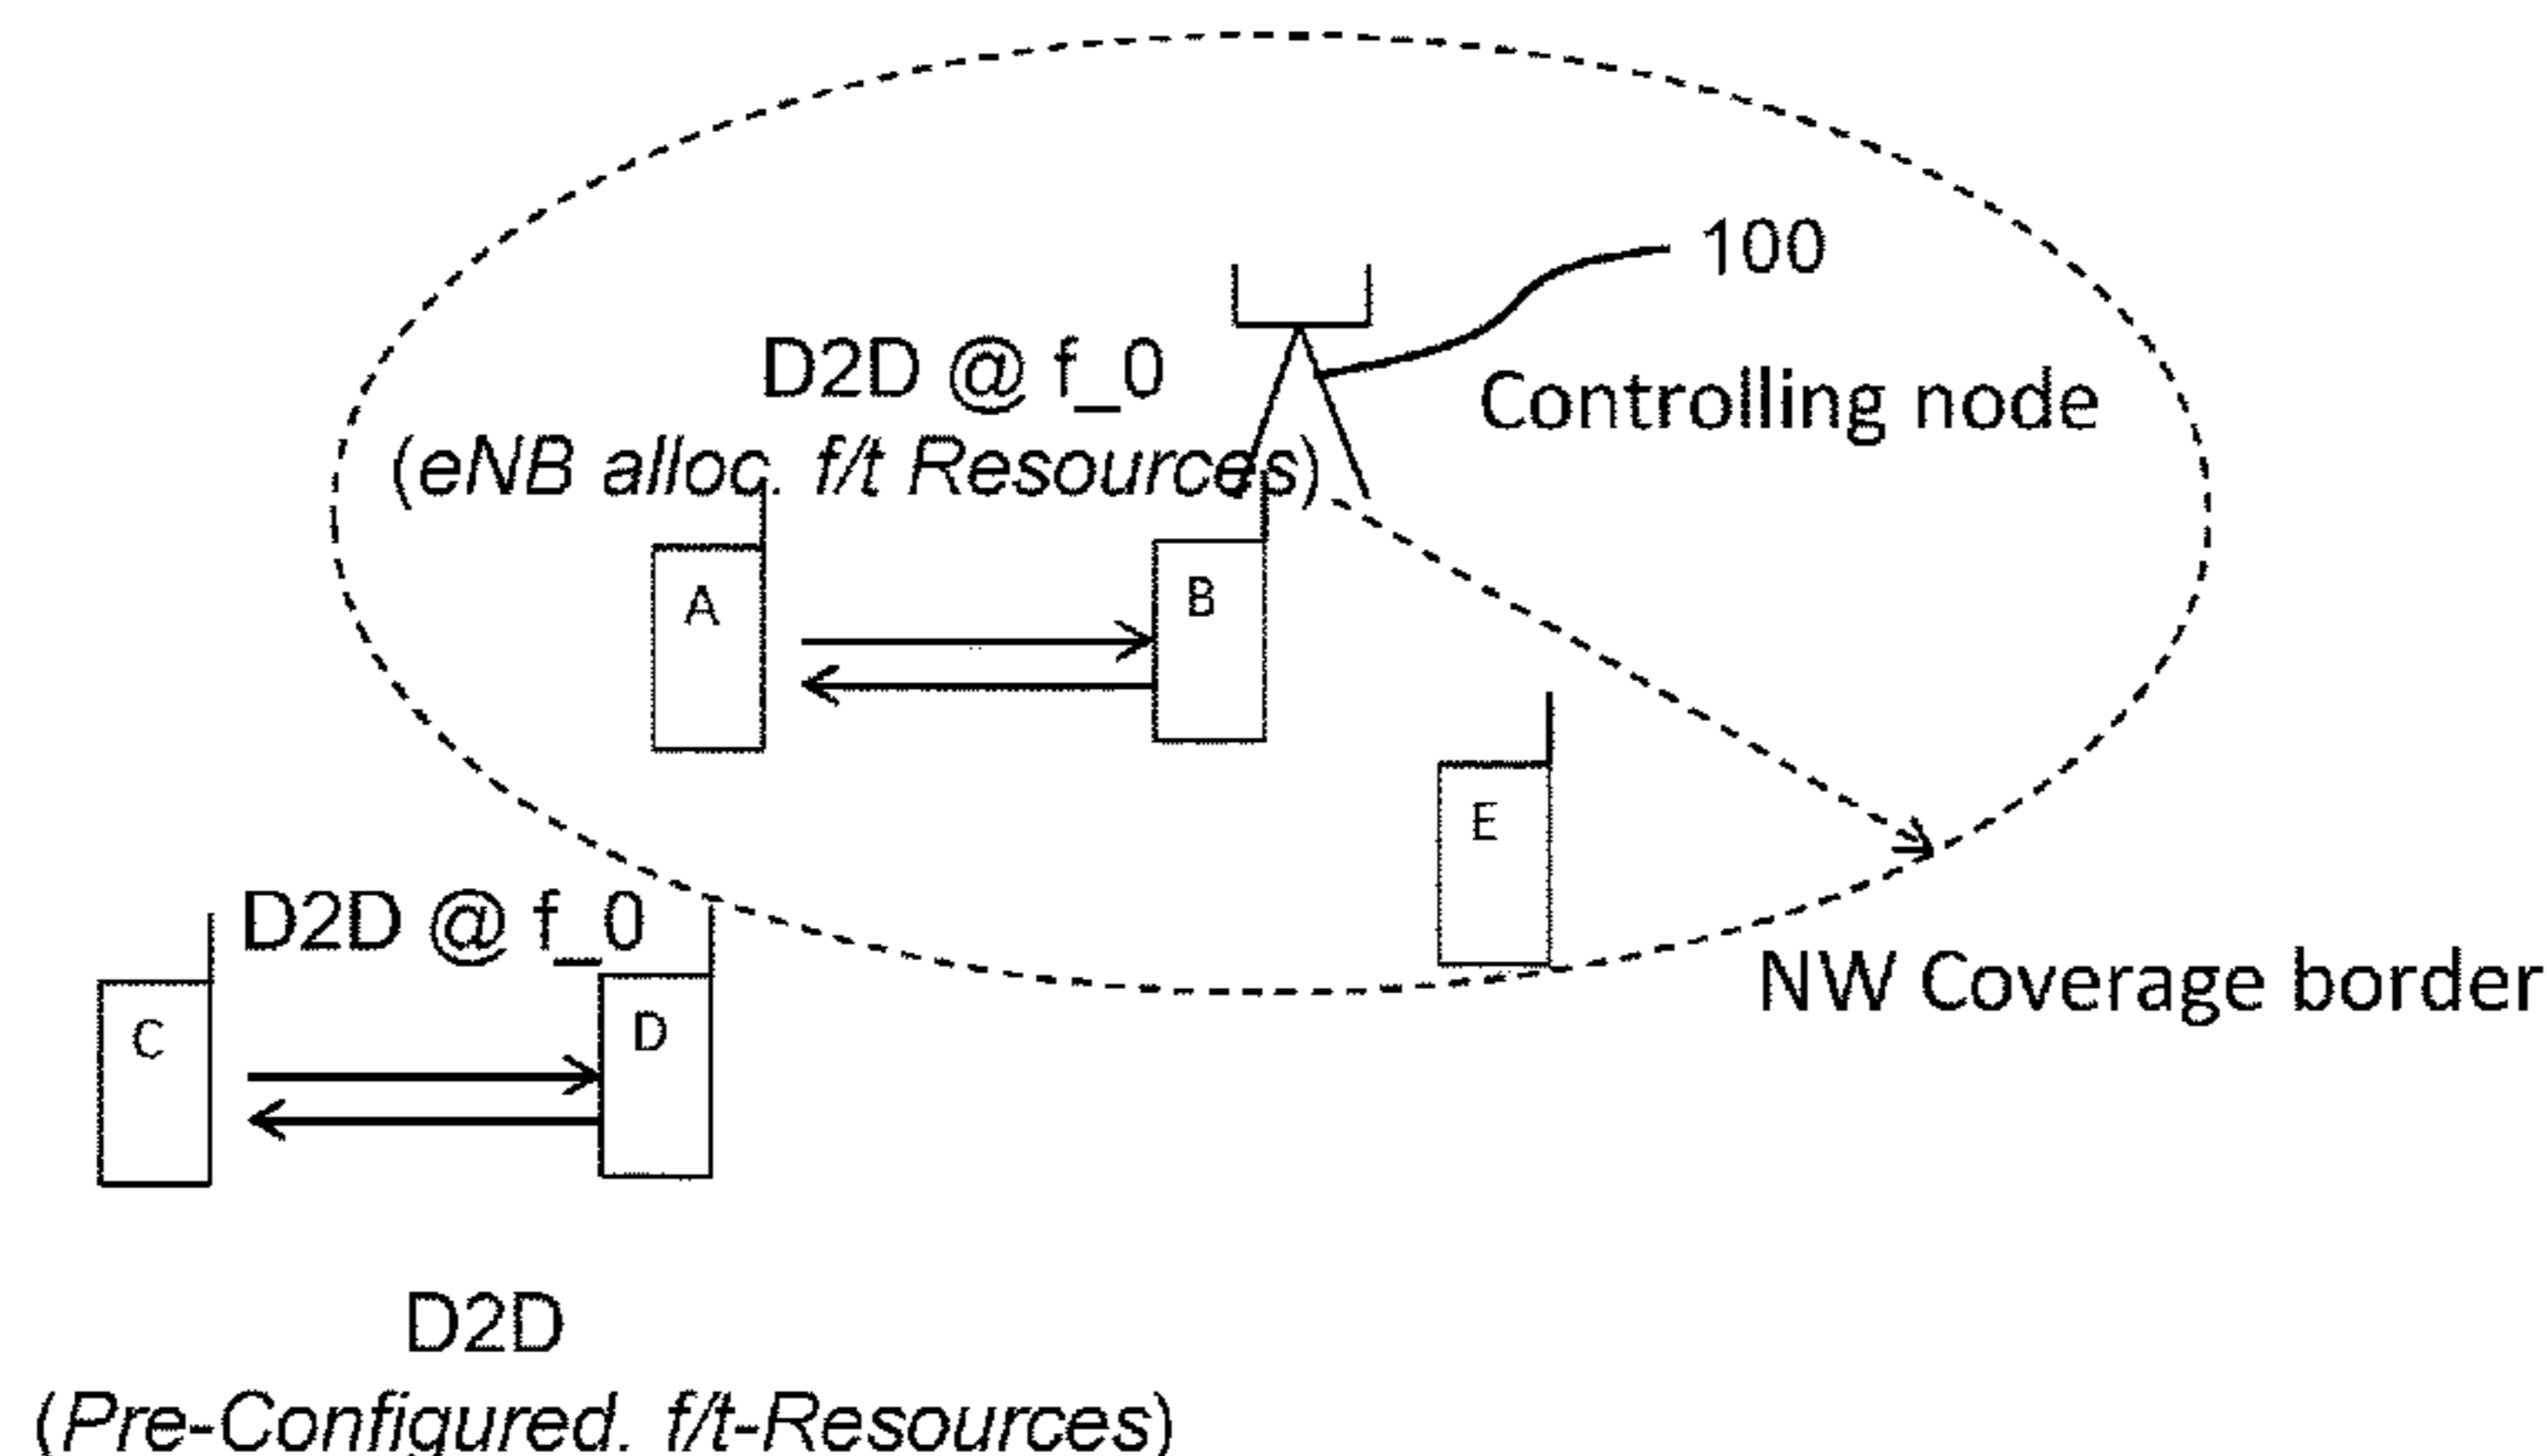 100
D2D @ f_0
Controlling node
(eNB alloc. f/t Resources)
A
B
E
D2D @ f_0
NW Coverage border
C
D
D2D
(Pre-Configured. f/t-Resources)